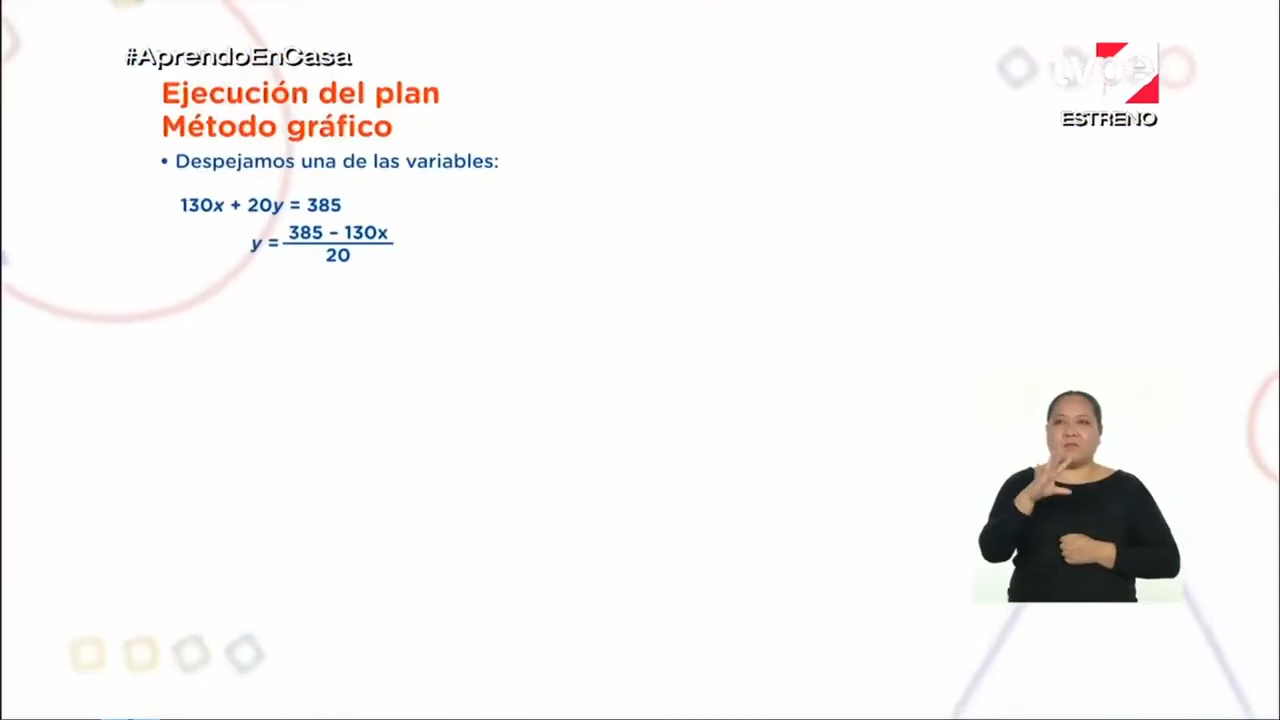 #AprendoEnCasa
tvpe
ESTRENO
Ejecución del plan
Método gráfico
• Despejamos una de las variables:
130x + 20y = 385
y = 385 – 130x
20